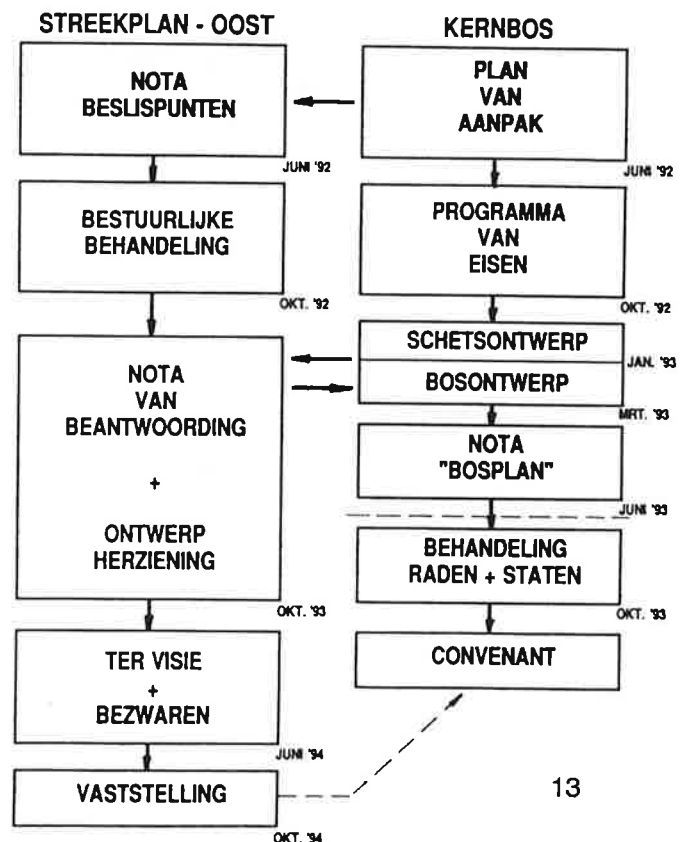 STREEKPLAN - OOST
NOTA
BESLISPUNTEN
JUNI '92
BESTUURLIJKE
BEHANDELING
OKT. '92
NOTA
VAN
BEANTWOORDING
+
ONTWERP
HERZIENING
OKT. '93
TER VISIE
+
BEZWAREN
JUNI '94
VASTSTELLING
OKT. '94
KERNBOS
PLAN
VAN
AANPAK
JUNI '92
PROGRAMMA
VAN
EISEN
OKT. '92
SCHETSONTWERP
JAN. '93
BOSONTWERP
MRT. '93
NOTA
"BOSPLAN"
JUNI '93
BEHANDELING
RADEN + STATEN
OKT. '93
CONVENANT
13